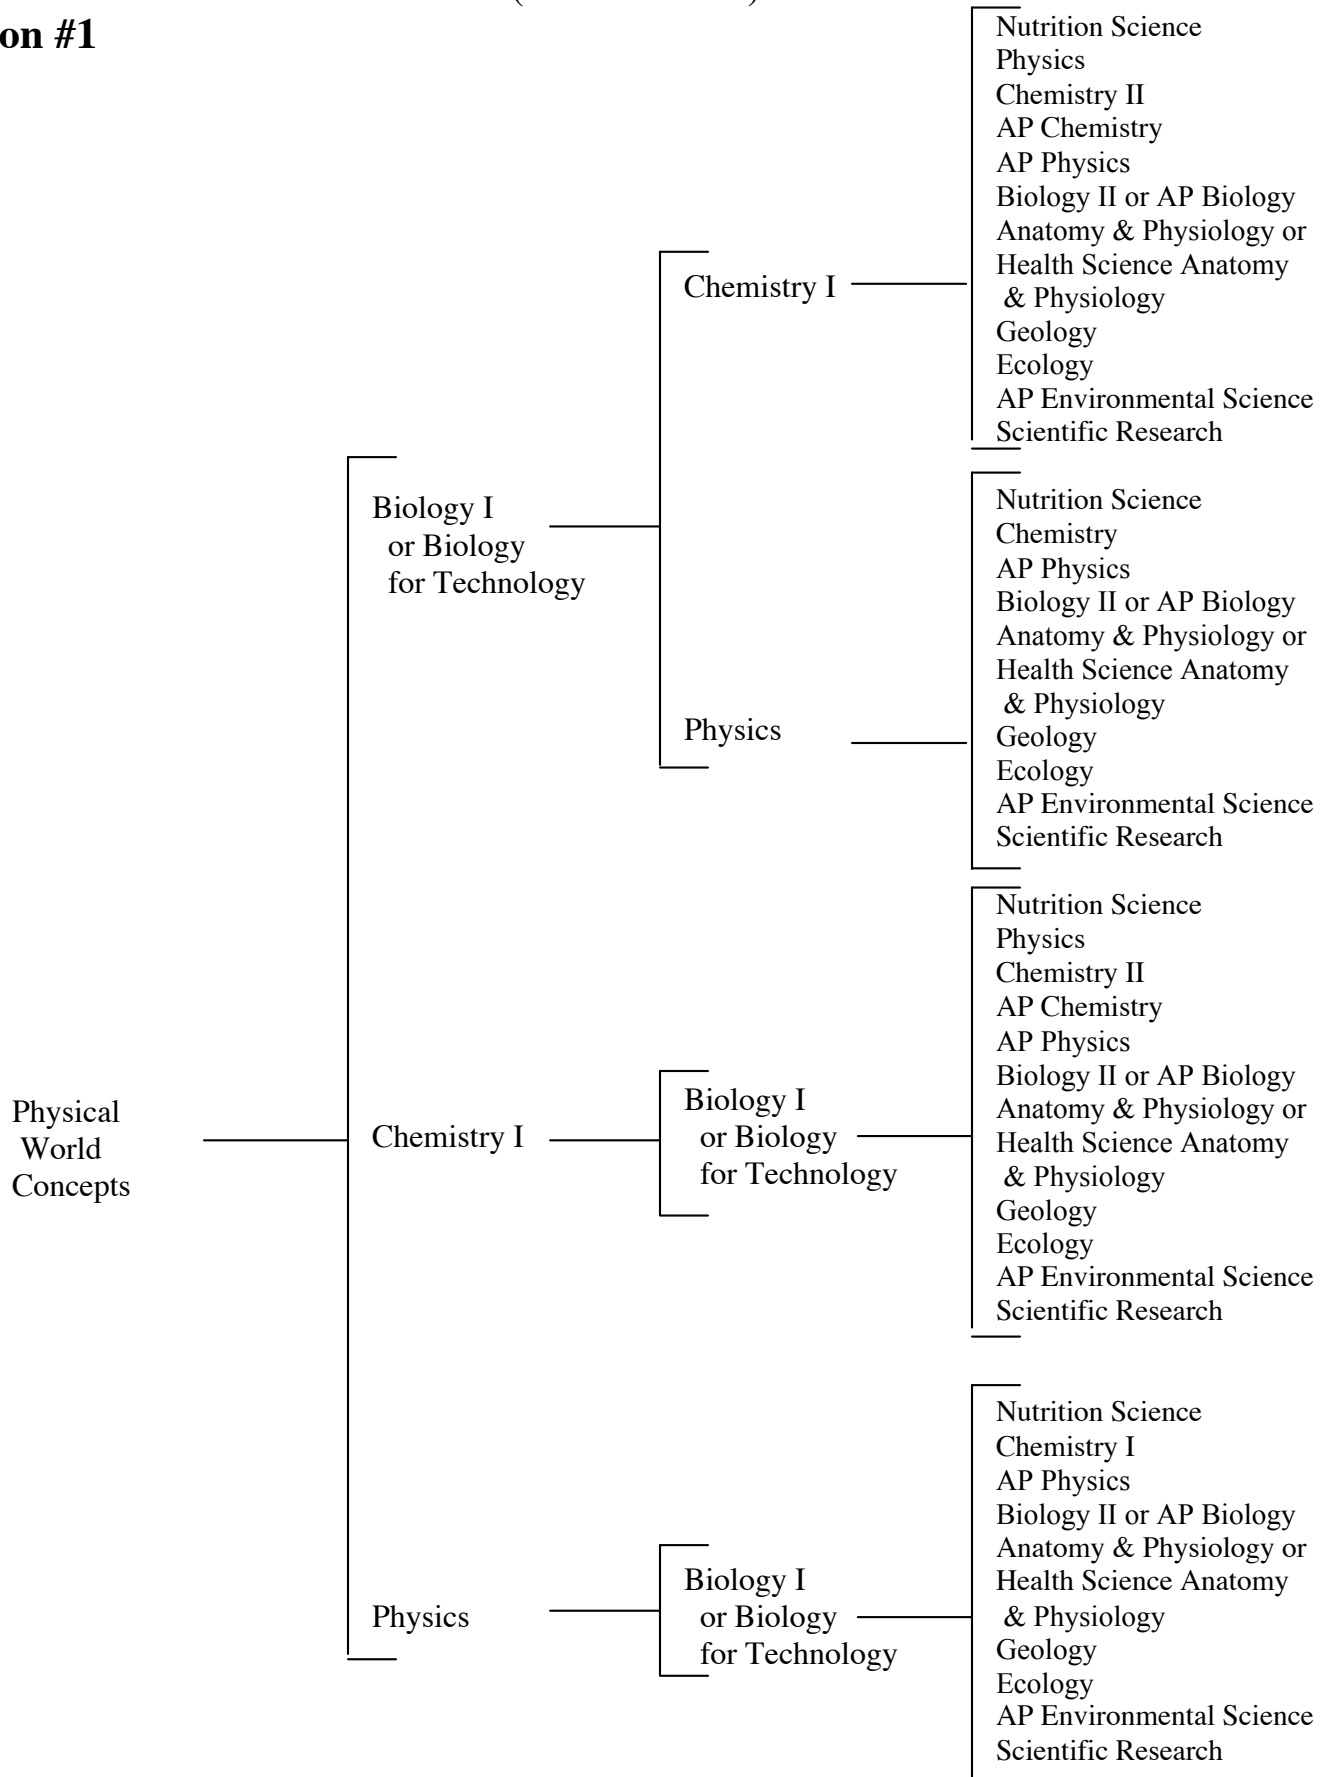 on #1
Nutrition Science
Physics
Chemistry II
AP Chemistry
AP Physics
Biology II or AP Biology
Anatomy & Physiology or
Health Science Anatomy
& Physiology
Geology
Ecology
AP Environmental Science
Scientific Research
Chemistry I
Biology I
or Biology
for Technology
Nutrition Science
Chemistry
AP Physics
Biology II or AP Biology
Anatomy & Physiology or
Health Science Anatomy
& Physiology
Geology
Ecology
AP Environmental Science
Scientific Research
Physics
Nutrition Science
Physics
Chemistry II
AP Chemistry
AP Physics
Biology II or AP Biology
Anatomy & Physiology or
Health Science Anatomy
& Physiology
Geology
Ecology
AP Environmental Science
Scientific Research
Physical
World
Concepts
Chemistry I
Biology I
or Biology
for Technology
Nutrition Science
Chemistry I
AP Physics
Biology II or AP Biology
Anatomy & Physiology or
Health Science Anatomy
& Physiology
Geology
Ecology
AP Environmental Science
Scientific Research
Physics
Biology I
or Biology
for Technology